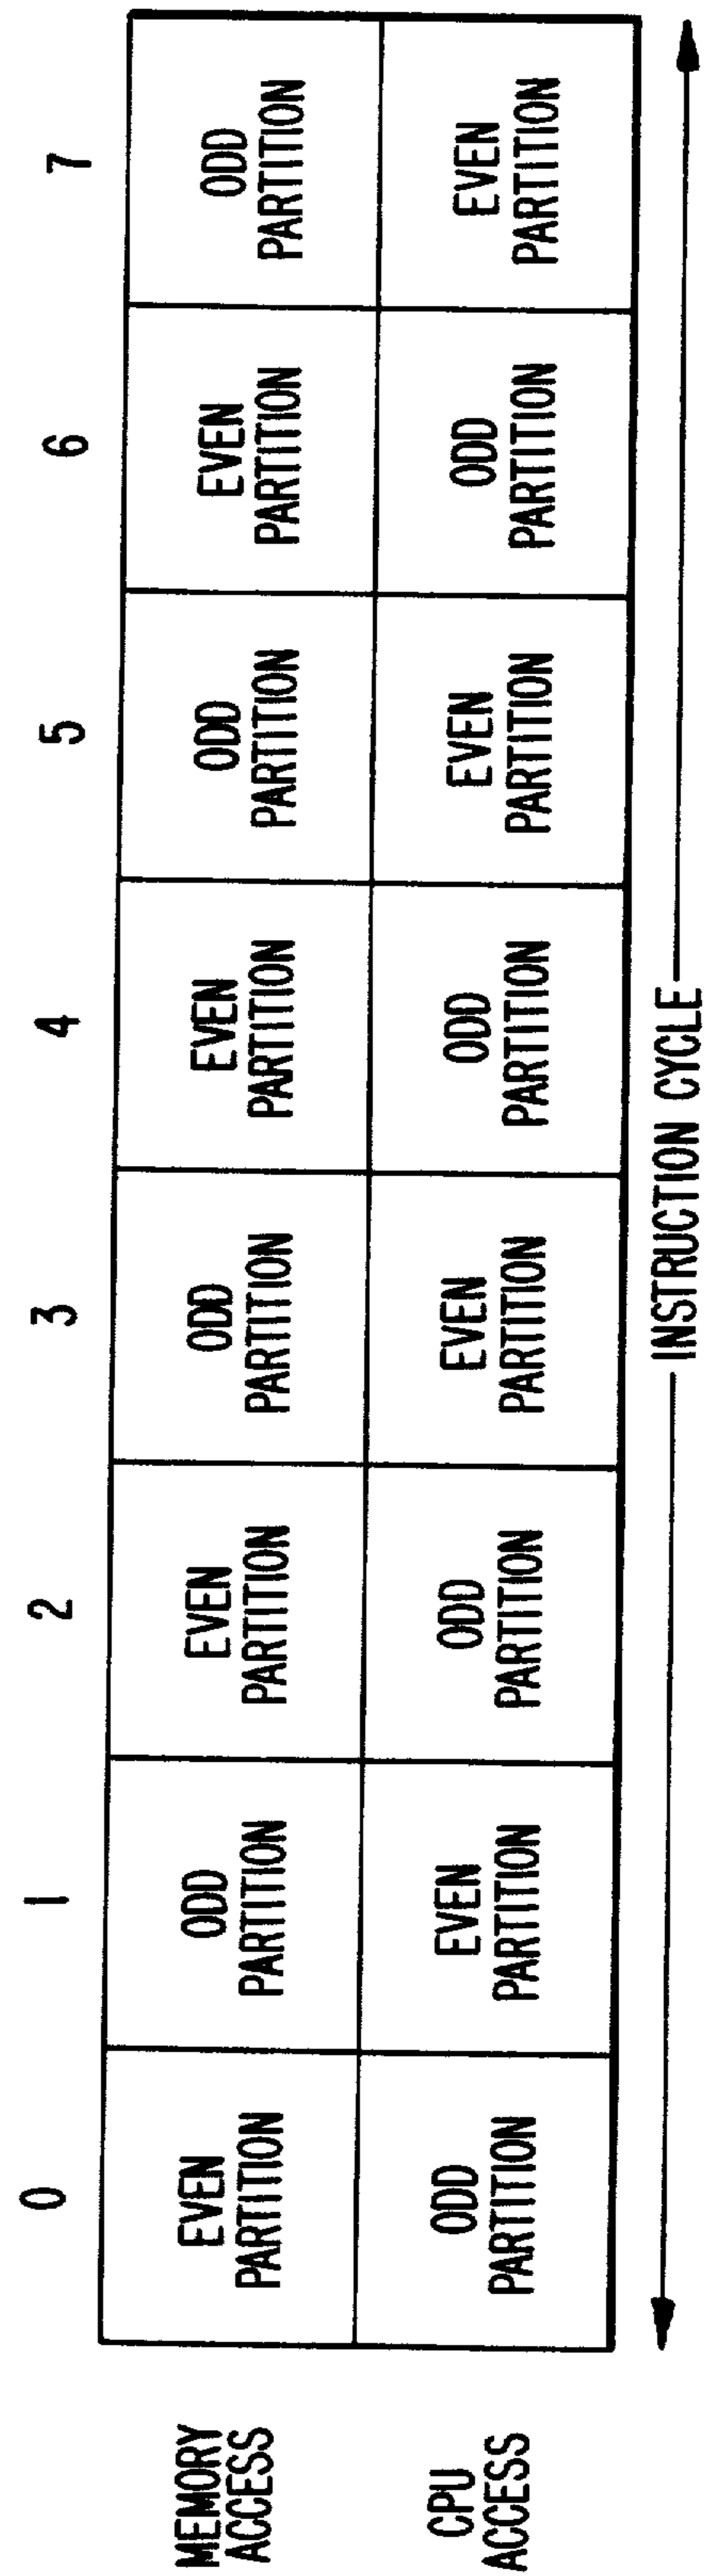 0 1 2 3 4 5 6 7
MEMORY
ACCESS
EVEN
PARTITION
ODD
PARTITION
EVEN
PARTITION
ODD
PARTITION
EVEN
PARTITION
ODD
PARTITION
EVEN
PARTITION
ODD
PARTITION
CPU
ACCESS
ODD
PARTITION
EVEN
PARTITION
ODD
PARTITION
EVEN
PARTITION
ODD
PARTITION
EVEN
PARTITION
ODD
PARTITION
EVEN
PARTITION
INSTRUCTION CYCLE